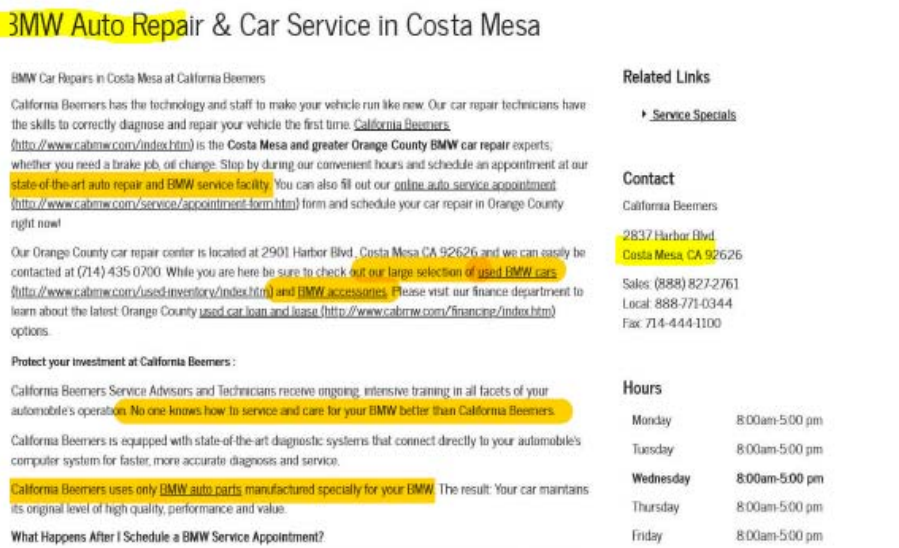 BMW Auto Repair & Car Service in Costa Mesa
BMW Car Repairs in Costa Mesa at California Beemers
California Beemers has the technology and staff to make your vehicle run like new. Our car repair technicians have
the skills to correctly diagnose and repair your vehicle the first time. California Beemers
(http://www.cabmw.com/index.htm) is the Costa Mesa and greater Orange County BMW car repair experts,
whether you need a brake job, oil change. Stop by during our convenient hours and schedule an appointment at our
state-of-the-art auto repair and BMW service facility. You can also fill out our online auto service appointment
(http://www.cabmw.com/service/appointment-form.htm) form and schedule your car repair in Orange County
right now!
Our Orange County car repair center is located at 2901 Harbor Blvd., Costa Mesa CA 92626 and we can easily be
contacted at (714) 435 0700. While you are here be sure to check out our large selection of used BMW cars
(http://www.cabmw.com/used-inventory/index.htm) and BMW accessories. Please visit our finance department to
learn about the latest Orange County used car loan and lease (http://www.cabmw.com/financing/index.htm)
options.
Protect your investment at California Beemers :
California Beemers Service Advisors and Technicians receive ongoing, intensive training in all facets of your
automobile's operation. No one knows how to service and care for your BMW better than California Beemers.
California Beemers is equipped with state-of-the-art diagnostic systems that connect directly to your automobile's
computer system for faster, more accurate diagnosis and service.
California Beemers uses only BMW auto parts manufactured specially for your BMW. The result: Your car maintains
its original level of high quality, performance and value.
What Happens After I Schedule a BMW Service Appointment?
Related Links
Service Specials
Contact
California Beemers
2837 Harbor Blvd.
Costa Mesa, CA 92626
Sales: (888) 827-2761
Local: 888-771-0344
Fax: 714-444-1100
Hours
Monday 8:00am-5:00 pm
Tuesday 8:00am-5:00 pm
Wednesday 8:00am-5:00 pm
Thursday 8:00am-5:00 pm
Friday 8:00am-5:00 pm